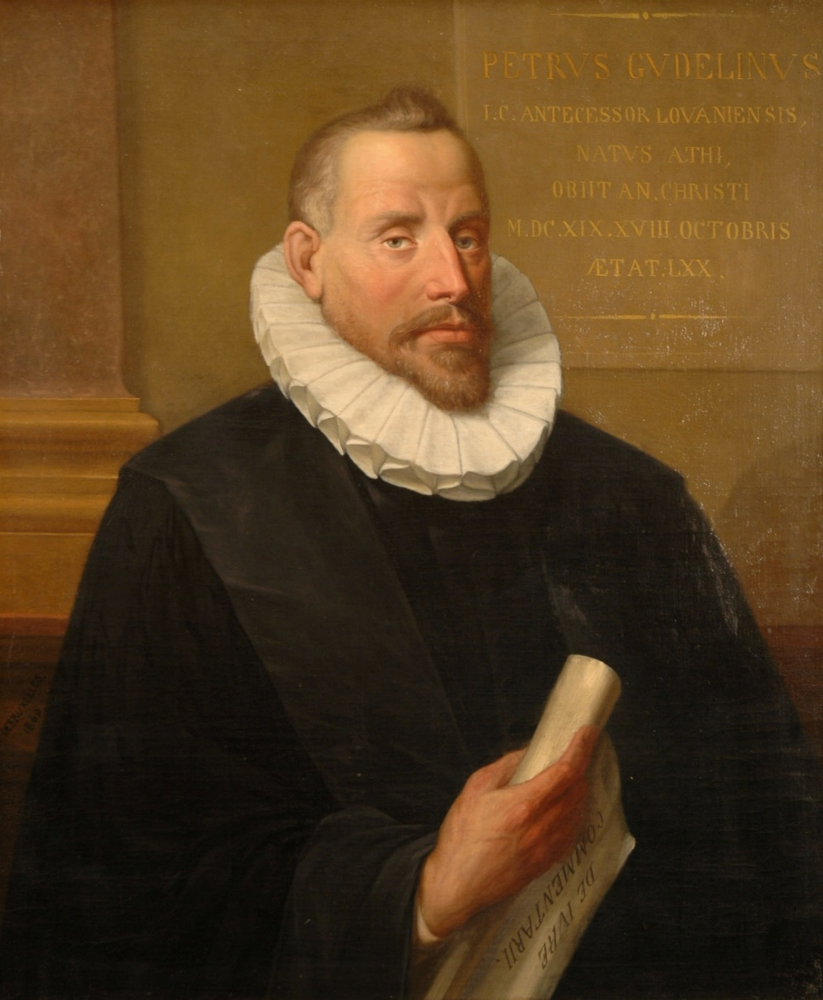 PETRVS GVDELINVS
I.C. ANTECESSOR LOVANIENSIS,
NATVS ATHI,
OBIIT AN. CHRISTI
M.DC.XIX.XVIII.OCTOBRIS
ÆTAT.LXX.
COMMENTARII.
DE IVRE